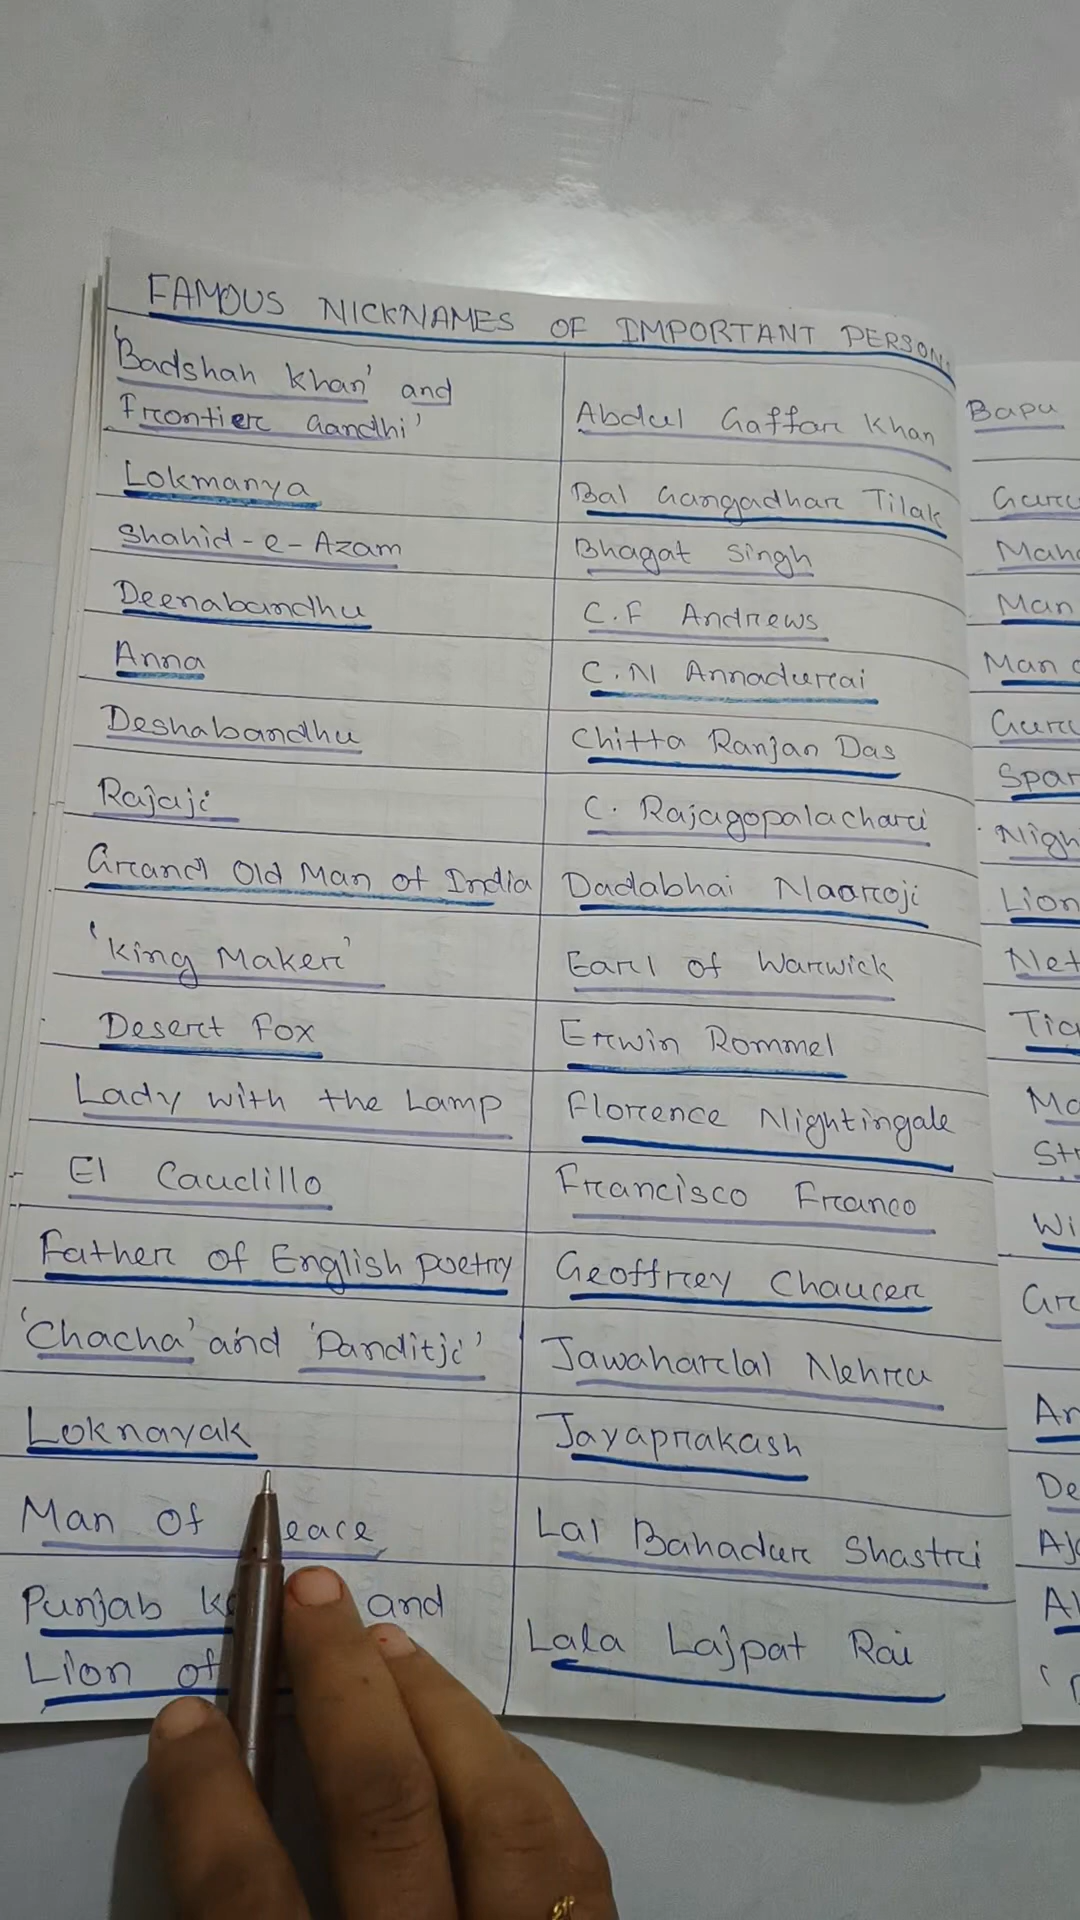 FAMOUS NICKNAMES OF IMPORTANT PERSON
'Badshah Khan' and
Frontier Gandhi'
Abdul Gaffar Khan
Lokmanya
Bal Gangadhar Tilak
Shahid-e-Azam
Bhagat Singh
Deenabandhu
C.F Andrews
Anna
C.N Annadurai
Deshabandhu
Chitta Ranjan Das
Rajaji
C. Rajagopalachari
Grand Old Man of India
Dadabhai Naaroji
'King Maker'
Earl of Warwick
Desert Fox
Erwin Rommel
Lady with the Lamp
Florence Nightingale
El Caudillo
Francisco Franco
Father of English Poetry
Geoffrey Chaucer
'Chacha' and 'Panditji'
Jawaharlal Nehru
Loknayak
Jayaprakash
Man Of
Lal Bahadur Shastri
Punjab and
Lion of
Lala Lajpat Rai
Bapu
Man
Man
Lion